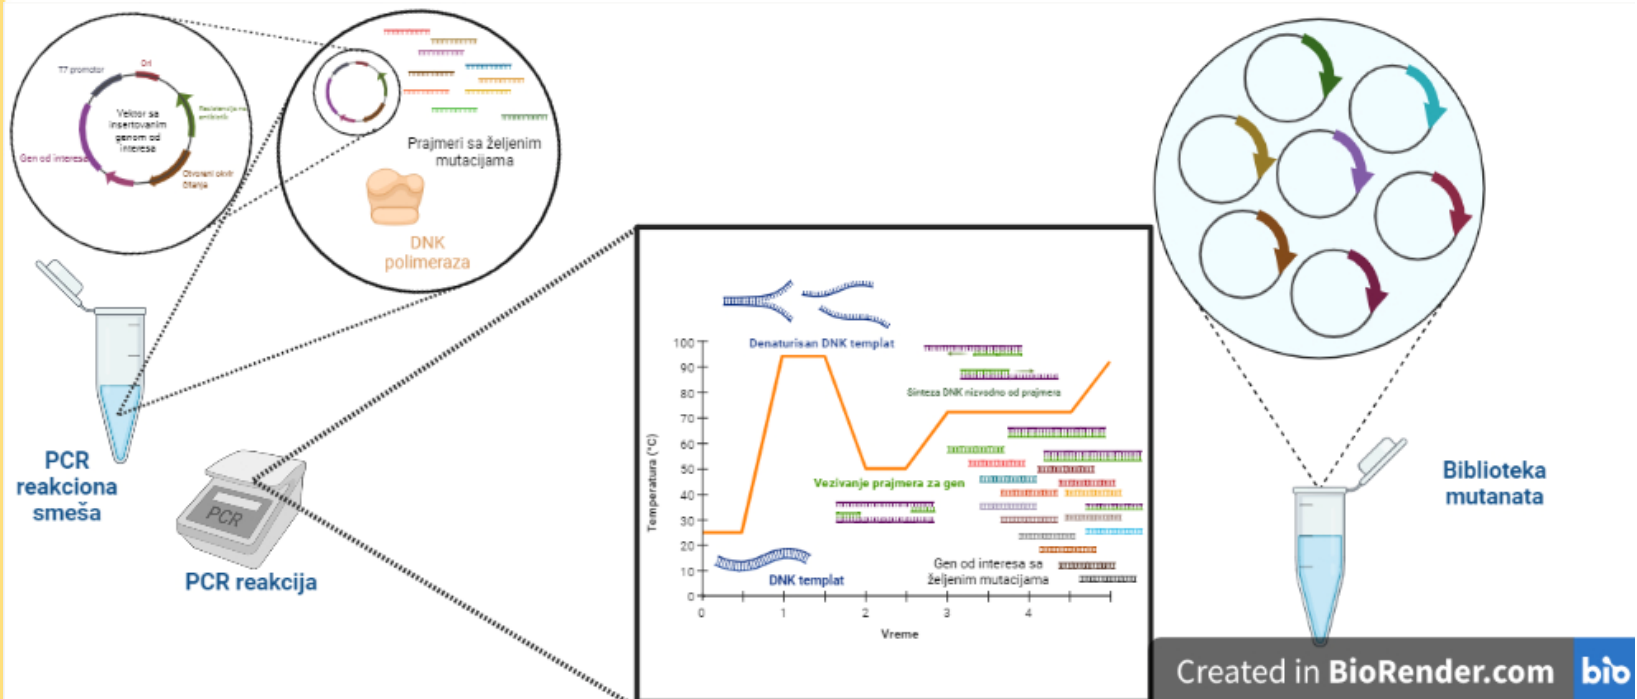 T7 promotor
Ori
Vektor sa
insertovanim
genom od
interesa
Gen od interesa
Otvoreni okvir
čitanja
Prajmeri sa željenim
mutacijama
DNK
polimeraza
PCR
reakciona
smeša
PCR
PCR reakcija
Denaturisan DNK templat
Sinteza DNK nizvodno od prajmera
Vezivanje prajmera za gen
Gen od interesa sa
željenim mutacijama
DNK templat
Temperatura (°C)
100
90
80
70
60
50
40
30
20
10
0
0 1 2 3 4
Vreme
Biblioteka
mutanata
Created in BioRender.com bio